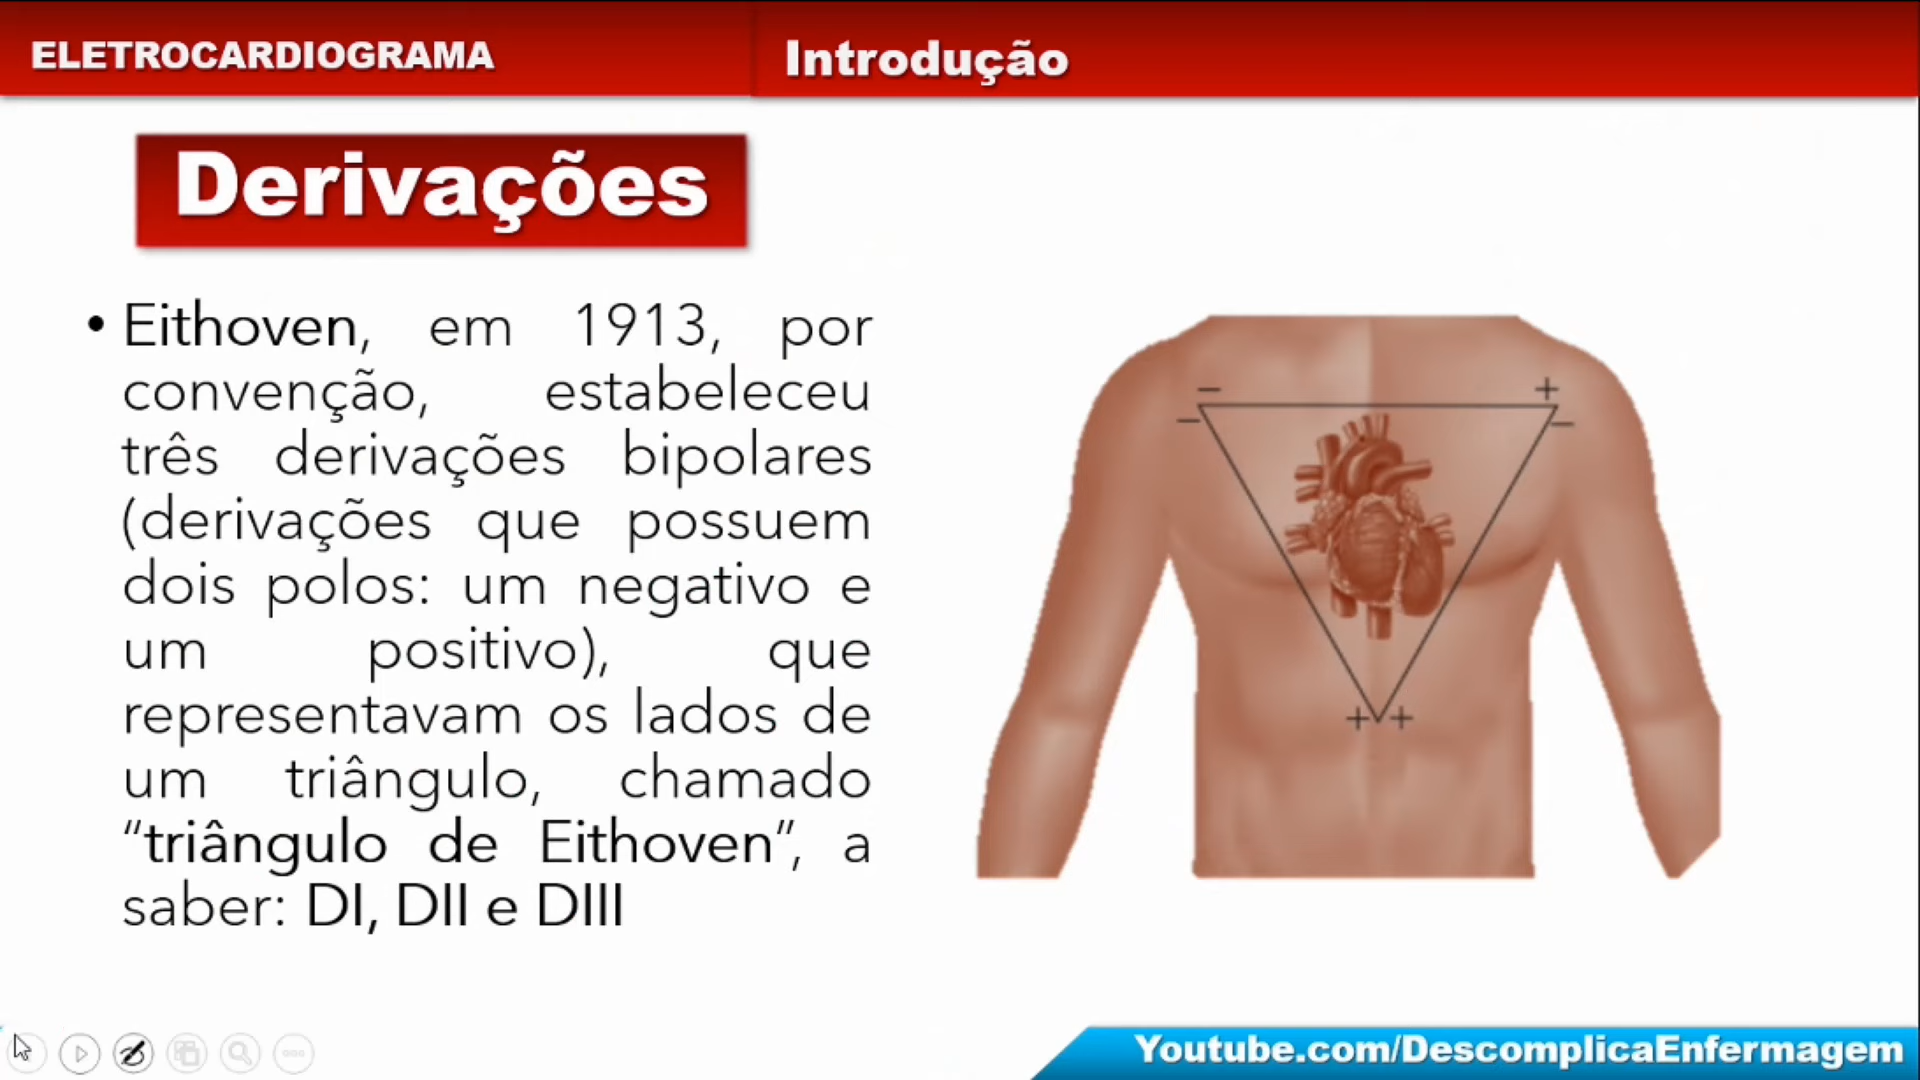 ELETROCARDIOGRAMA
Introdução
Derivações
• Eithoven, em 1913, por
convenção, estabeleceu
três derivações bipolares
(derivações que possuem
dois polos: um negativo e
um positivo), que
representavam os lados de
um triângulo, chamado
“triângulo de Eithoven”, a
saber: DI, DII e DIII
− +
− −
+ +
Youtube.com/DescomplicaEnfermagem